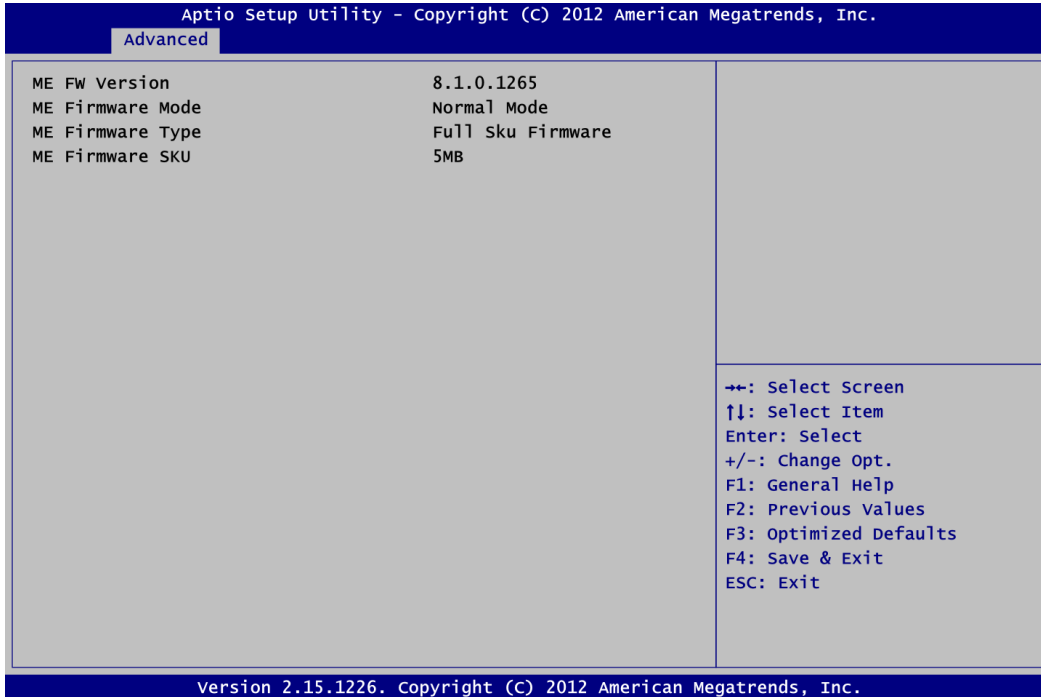 Aptio Setup Utility - Copyright (C) 2012 American Megatrends, Inc.
Advanced
ME FW Version 8.1.0.1265
ME Firmware Mode Normal Mode
ME Firmware Type Full Sku Firmware
ME Firmware SKU 5MB
→←: Select Screen
↑↓: Select Item
Enter: Select
+/-: Change Opt.
F1: General Help
F2: Previous Values
F3: Optimized Defaults
F4: Save & Exit
ESC: Exit
Version 2.15.1226. Copyright (C) 2012 American Megatrends, Inc.